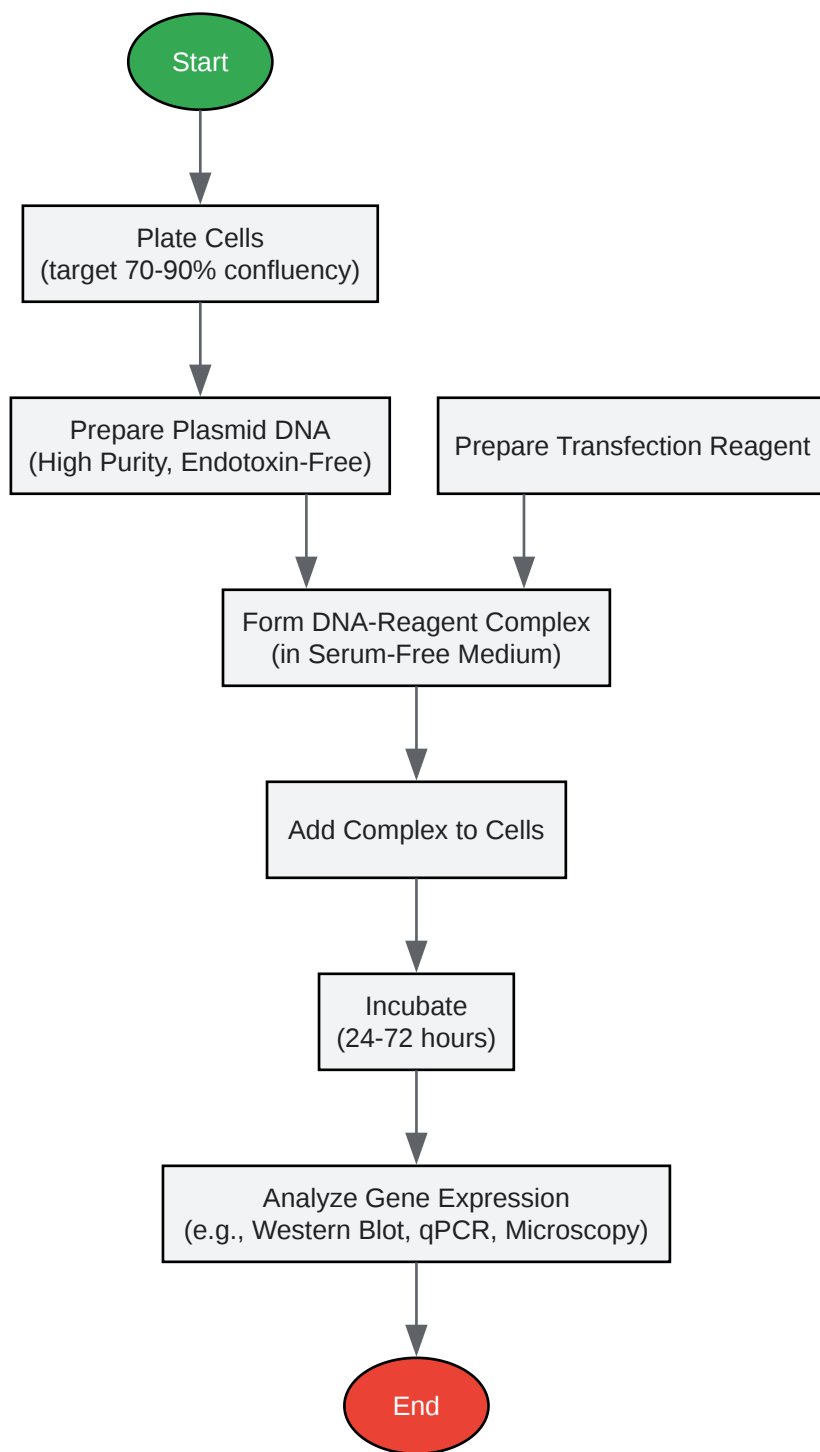 Start
Plate Cells
(target 70-90% confluency)
Prepare Plasmid DNA
(High Purity, Endotoxin-Free)
Prepare Transfection Reagent
Form DNA-Reagent Complex
(in Serum-Free Medium)
Add Complex to Cells
Incubate
(24-72 hours)
Analyze Gene Expression
(e.g., Western Blot, qPCR, Microscopy)
End